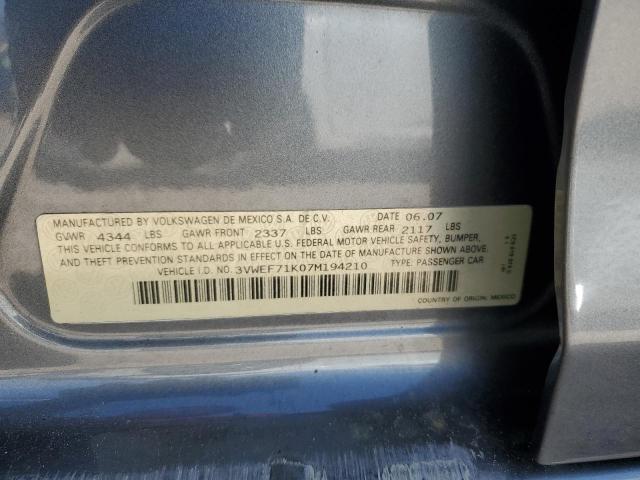 MANUFACTURED BY VOLKSWAGEN DE MEXICO S.A. DE C.V. DATE 06.07
GVWR 4344 LBS GAWR FRONT 2337 LBS GAWR REAR 2117 LBS
THIS VEHICLE CONFORMS TO ALL APPLICABLE U.S. FEDERAL MOTOR VEHICLE SAFETY, BUMPER,
AND THEFT PREVENTION STANDARDS IN EFFECT ON THE DATE OF MANUFACTURE SHOWN ABOVE.
VEHICLE I.D. NO. 3VWEF71K07M194210 TYPE: PASSENGER CAR
COUNTRY OF ORIGIN, MEXICO